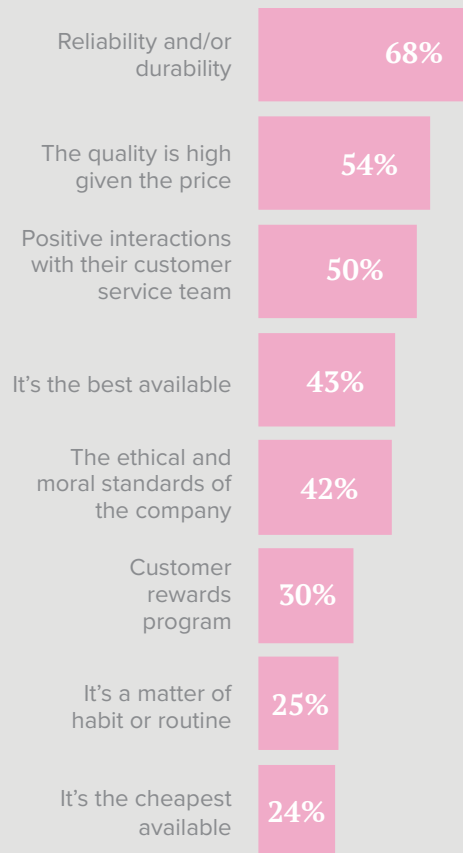 Reliability and/or
durability
68%
The quality is high
given the price
54%
Positive interactions
with their customer
service team
50%
It's the best available
43%
The ethical and
moral standards of
the company
42%
Customer
rewards
program
30%
It's a matter of
habit or routine
25%
It's the cheapest
available
24%